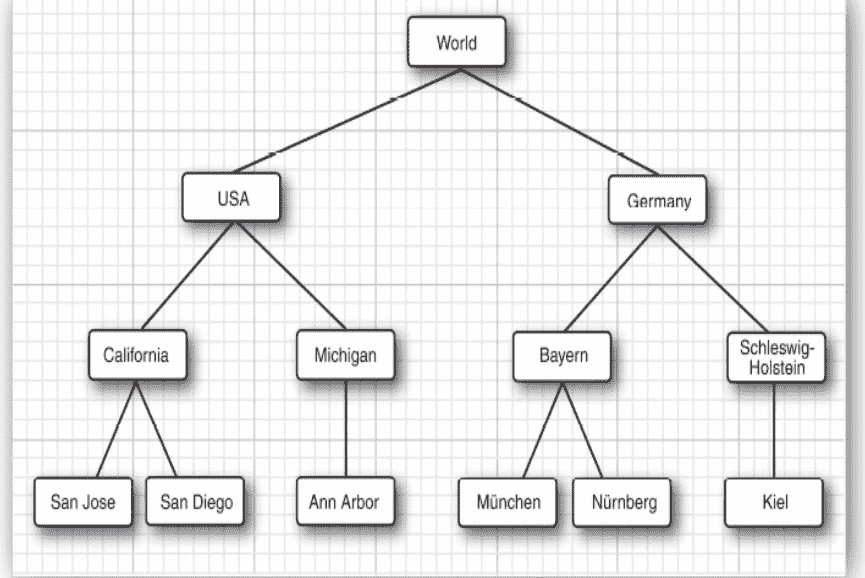 World
USA
Germany
California
Michigan
Bayern
Schleswig-
Holstein
San Jose
San Diego
Ann Arbor
München
Nürnberg
Kiel